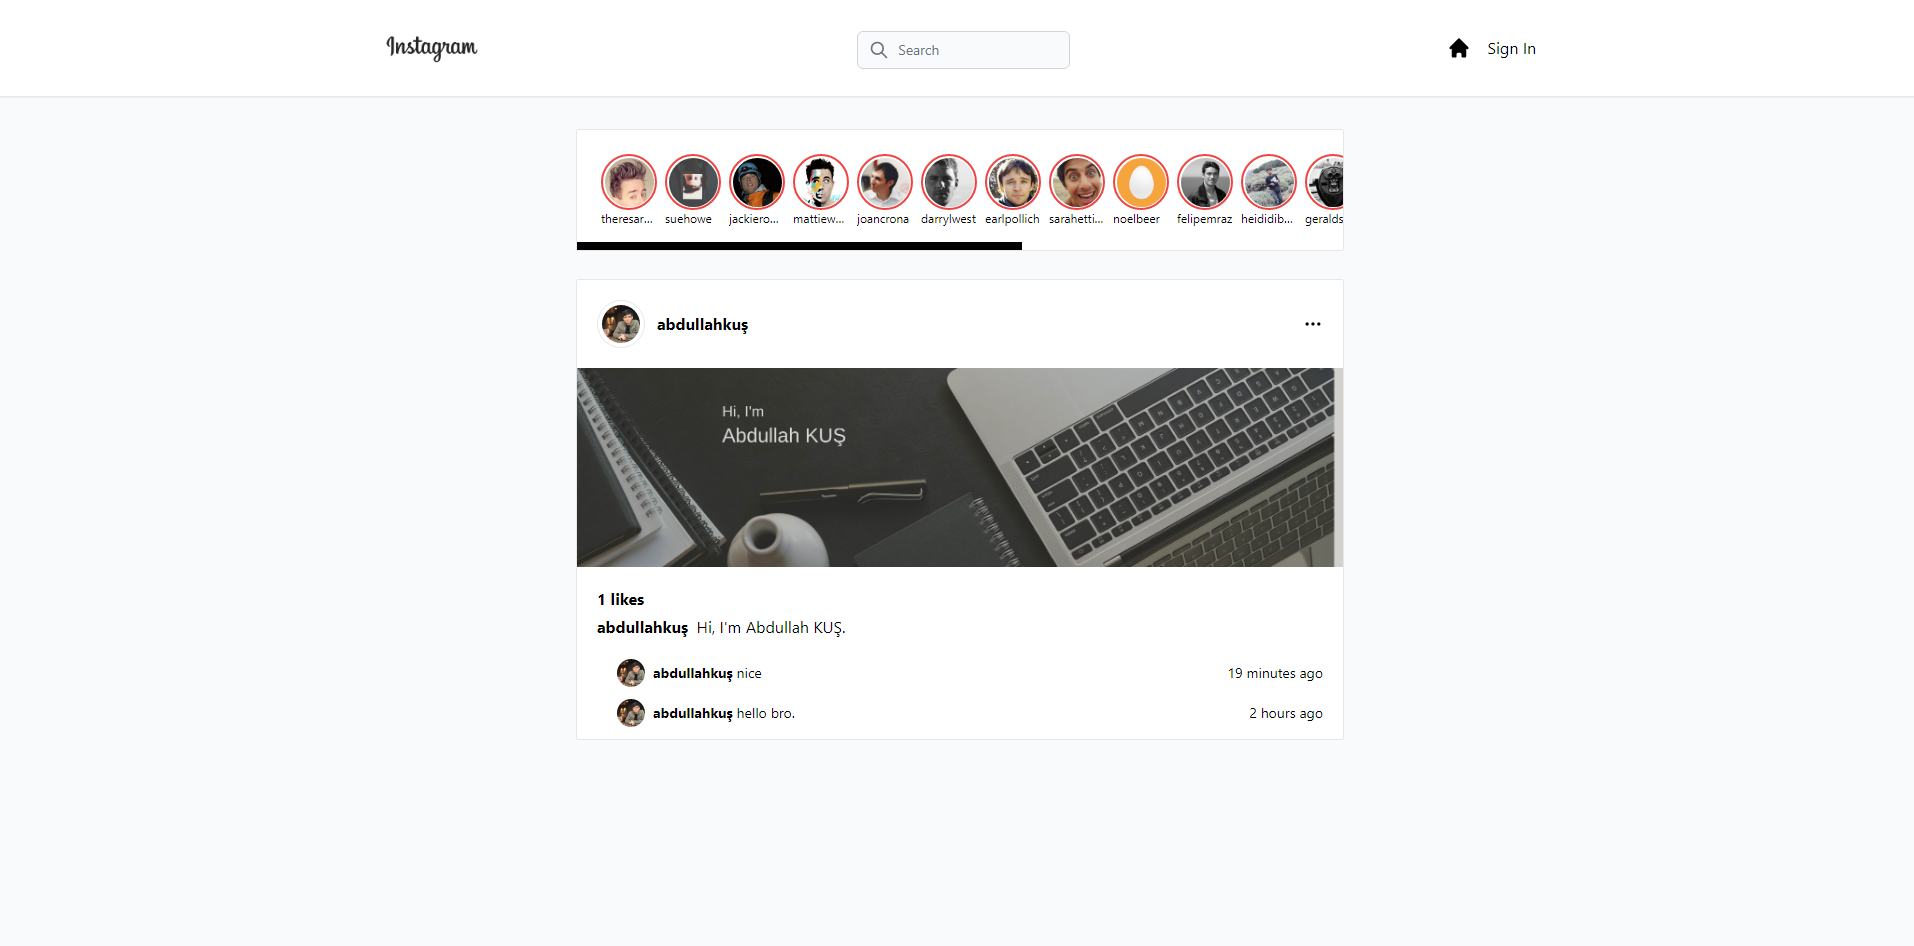 Instagram
Search
Sign In
theresar...
suehowe
jackiero...
mattiew...
joancrona
darrylwest
earlpollich
sarahetti...
noelbeer
felipemraz
heididib...
geralds
abdullahkuş
Hi, I'm
Abdullah KUŞ
1 likes
abdullahkuş Hi, I'm Abdullah KUŞ.
abdullahkuş nice 19 minutes ago
abdullahkuş hello bro. 2 hours ago